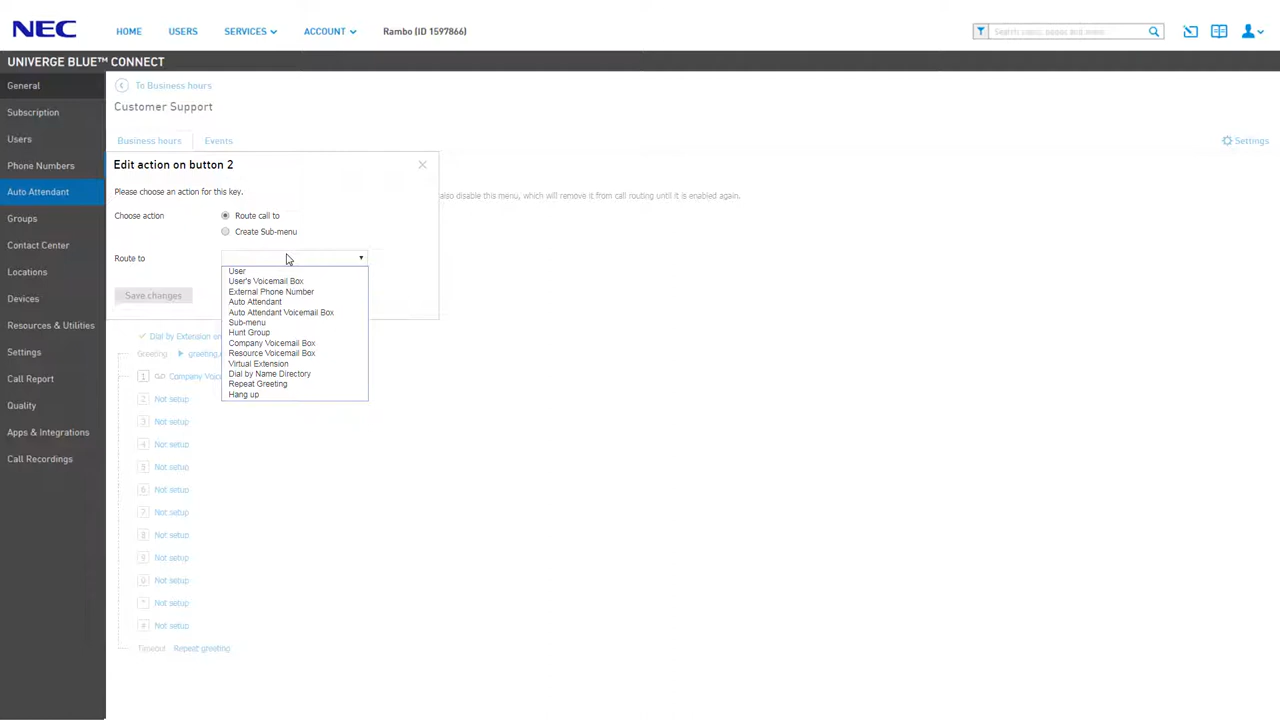 NEC
HOME
USERS
SERVICES
ACCOUNT
Rambo (ID 1597866)
UNIVERGE BLUE™ CONNECT
General
Subscription
Users
Phone Numbers
Auto Attendant
Groups
Contact Center
Locations
Devices
Resources & Utilities
Settings
Call Report
Quality
Apps & Integrations
Call Recordings
To Business hours
Customer Support
Business hours
Events
Settings
also disable this menu, which will remove it from call routing until it is enabled again.
Edit action on button 2
Please choose an action for this key.
Choose action
Route call to
Create Sub-menu
Route to
User
User's Voicemail Box
External Phone Number
Auto Attendant
Auto Attendant Voicemail Box
Sub-menu
Hunt Group
Company Voicemail Box
Resource Voicemail Box
Virtual Extension
Dial by Name Directory
Repeat Greeting
Hang up
Save changes
Dial by Extension on
Greeting greeting
1 Company Voice
2 Not setup
3 Not setup
4 Not setup
5 Not setup
6 Not setup
7 Not setup
8 Not setup
9 Not setup
0 Not setup
* Not setup
# Not setup
Timeout Repeat greeting